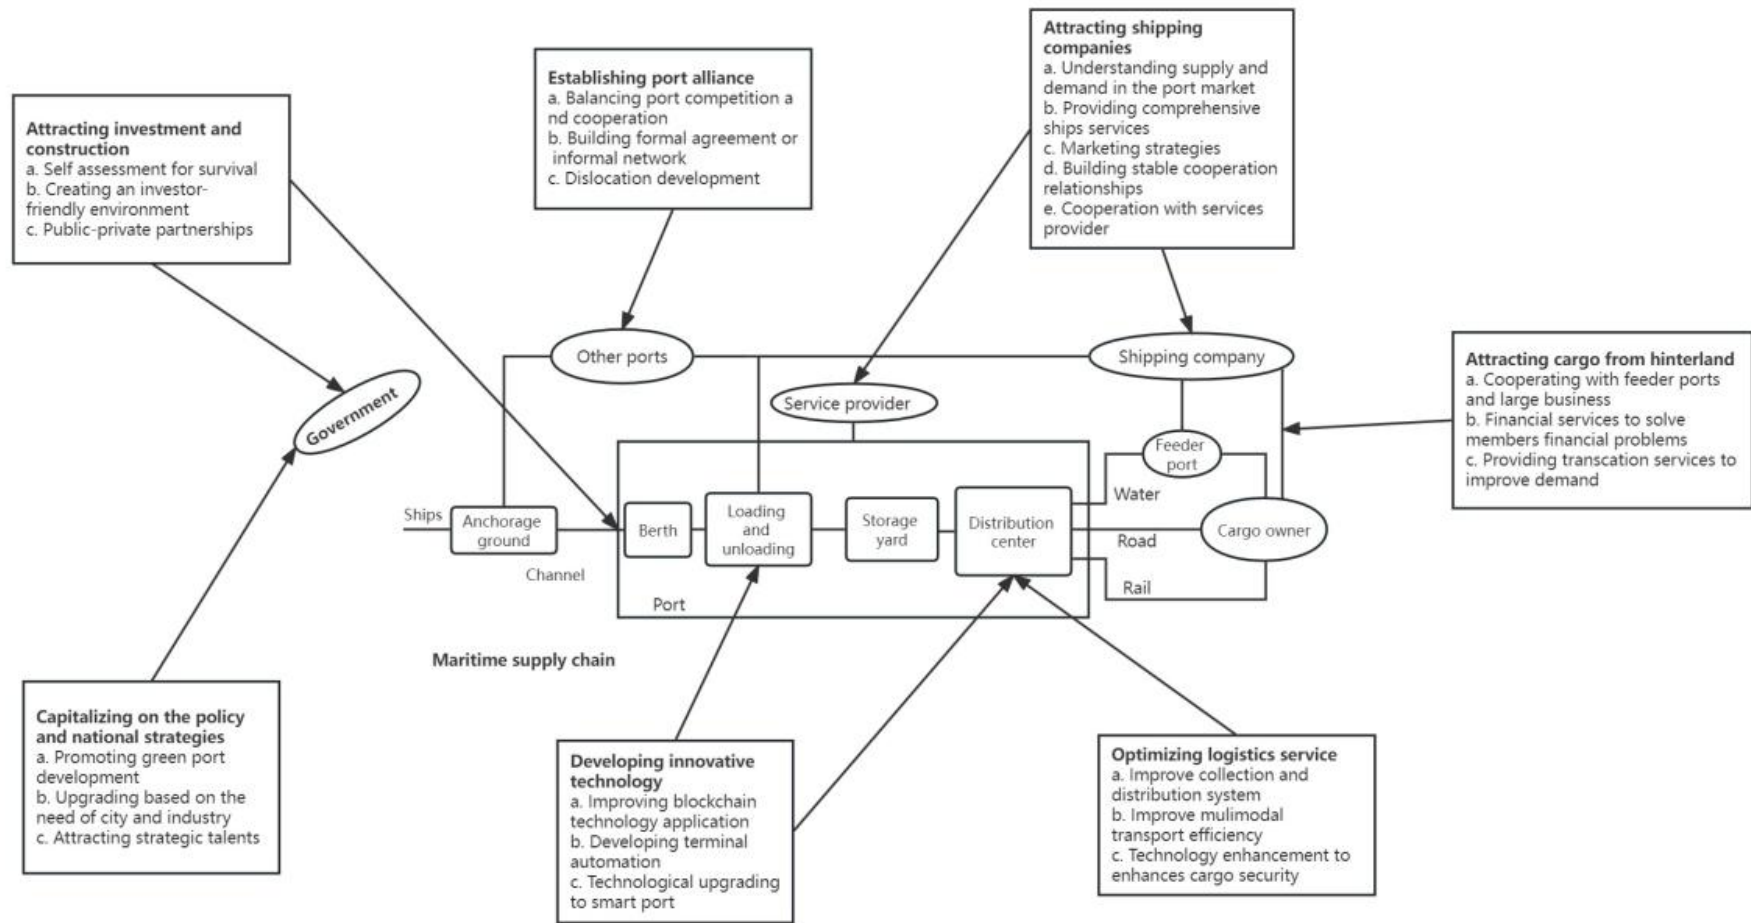 Attracting shipping
companies
a. Understanding supply and
demand in the port market
b. Providing comprehensive
ships services
c. Marketing strategies
d. Building stable cooperation
relationships
e. Cooperation with services
provider
Establishing port alliance
a. Balancing port competition a
nd cooperation
b. Building formal agreement or
informal network
c. Dislocation development
Attracting investment and
construction
a. Self assessment for survival
b. Creating an investor-
friendly environment
c. Public-private partnerships
Other ports
Shipping company
Attracting cargo from hinterland
a. Cooperating with feeder ports
and large business
b. Financial services to solve
members financial problems
c. Providing transcation services to
improve demand
Government
Service provider
Feeder
port
Water
Ships
Anchorage
ground
Channel
Berth
Loading
and
unloading
Storage
yard
Distribution
center
Road
Cargo owner
Rail
Port
Maritime supply chain
Capitalizing on the policy
and national strategies
a. Promoting green port
development
b. Upgrading based on the
need of city and industry
c. Attracting strategic talents
Developing innovative
technology
a. Improving blockchain
technology application
b. Developing terminal
automation
c. Technological upgrading
to smart port
Optimizing logistics service
a. Improve collection and
distribution system
b. Improve mulimodal
transport efficiency
c. Technology enhancement to
enhances cargo security